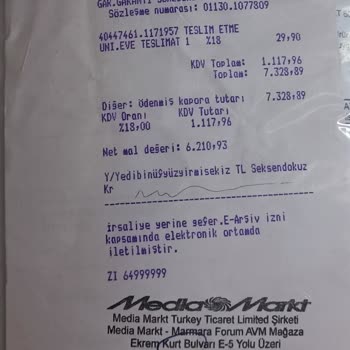 Sözleşme numarası: 01130.1077809
40447461.1171957 TESLIM ETME
UNI.EVE TESLIMAT 1 %18 29,90
KDV Toplam: 1.117,96
Toplam: 7.328,89
Diğer: ödenmiş kapora tutarı 7.328,89
KDV Oranı KDV Tutarı
%18,00 1.117,96
Net mal değeri: 6.210,93
Y/Yedibinüçyüzyirmisekiz TL Seksendokuz
Kr
irsaliye yerine geçer.E-Arşiv izni
kapsamında elektronik ortamda
iletilmiştir.
ZI 64999999
Media Markt
Media Markt Turkey Ticaret Limited Şirketi
Media Markt - Marmara Forum AVM Mağaza
Ekrem Kurt Bulvarı E-5 Yolu Üzeri